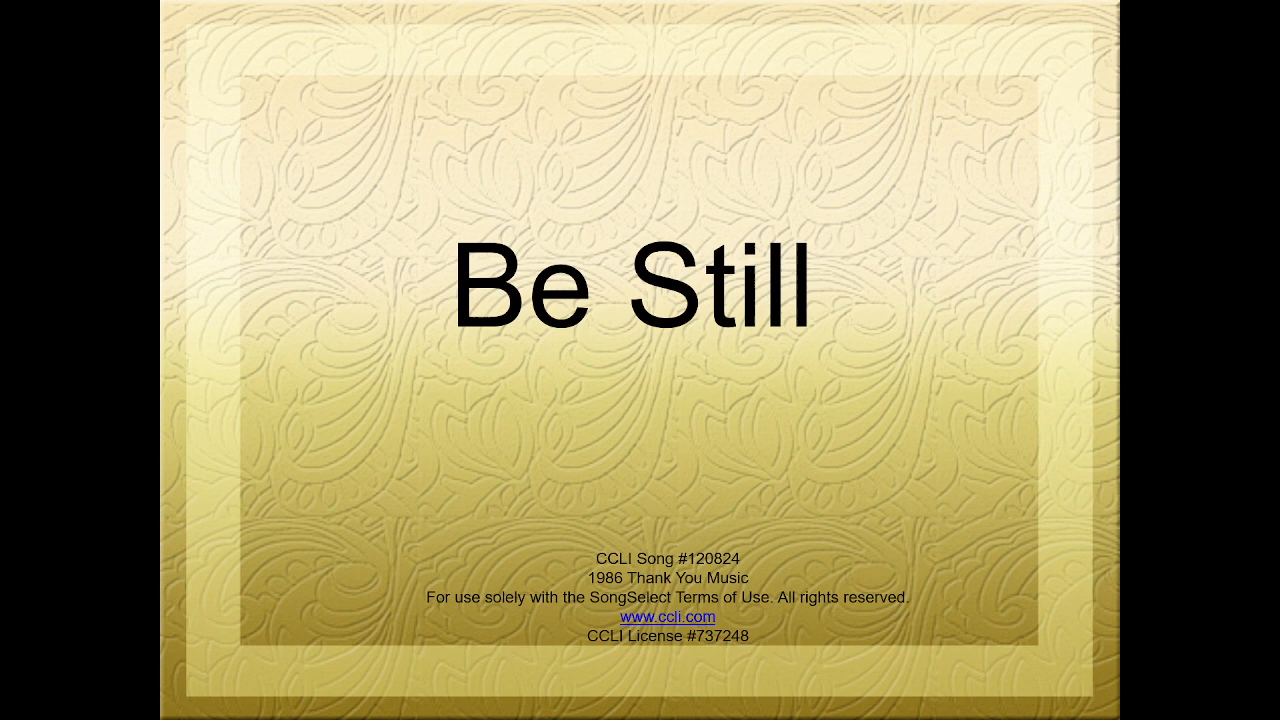 Be Still
CCLI Song #120824
1986 Thank You Music
For use solely with the SongSelect Terms of Use. All rights reserved.
www.ccli.com
CCLI License #737248